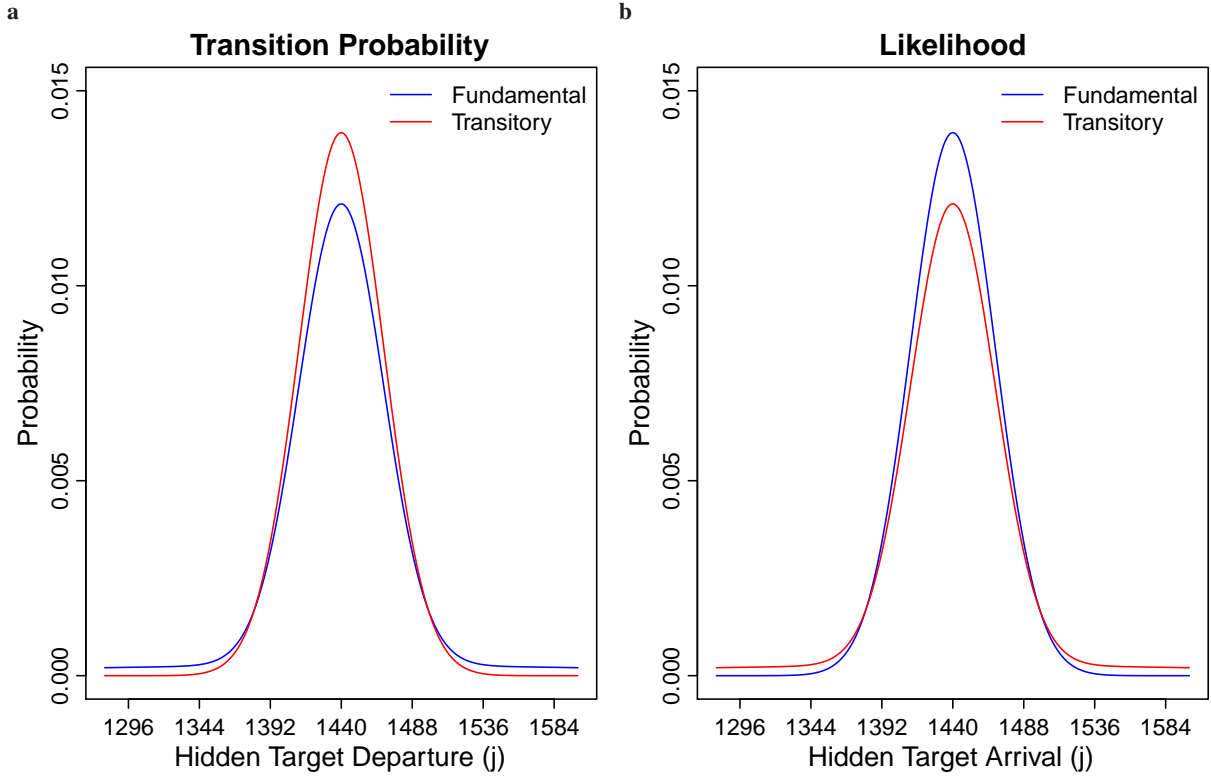 a
Transition Probability
Fundamental
Transitory
0.015
0.010
0.005
0.000
Probability
1296 1344 1392 1440 1488 1536 1584
Hidden Target Departure (j)
b
Likelihood
Fundamental
Transitory
0.015
0.010
0.005
0.000
Probability
1296 1344 1392 1440 1488 1536 1584
Hidden Target Arrival (j)